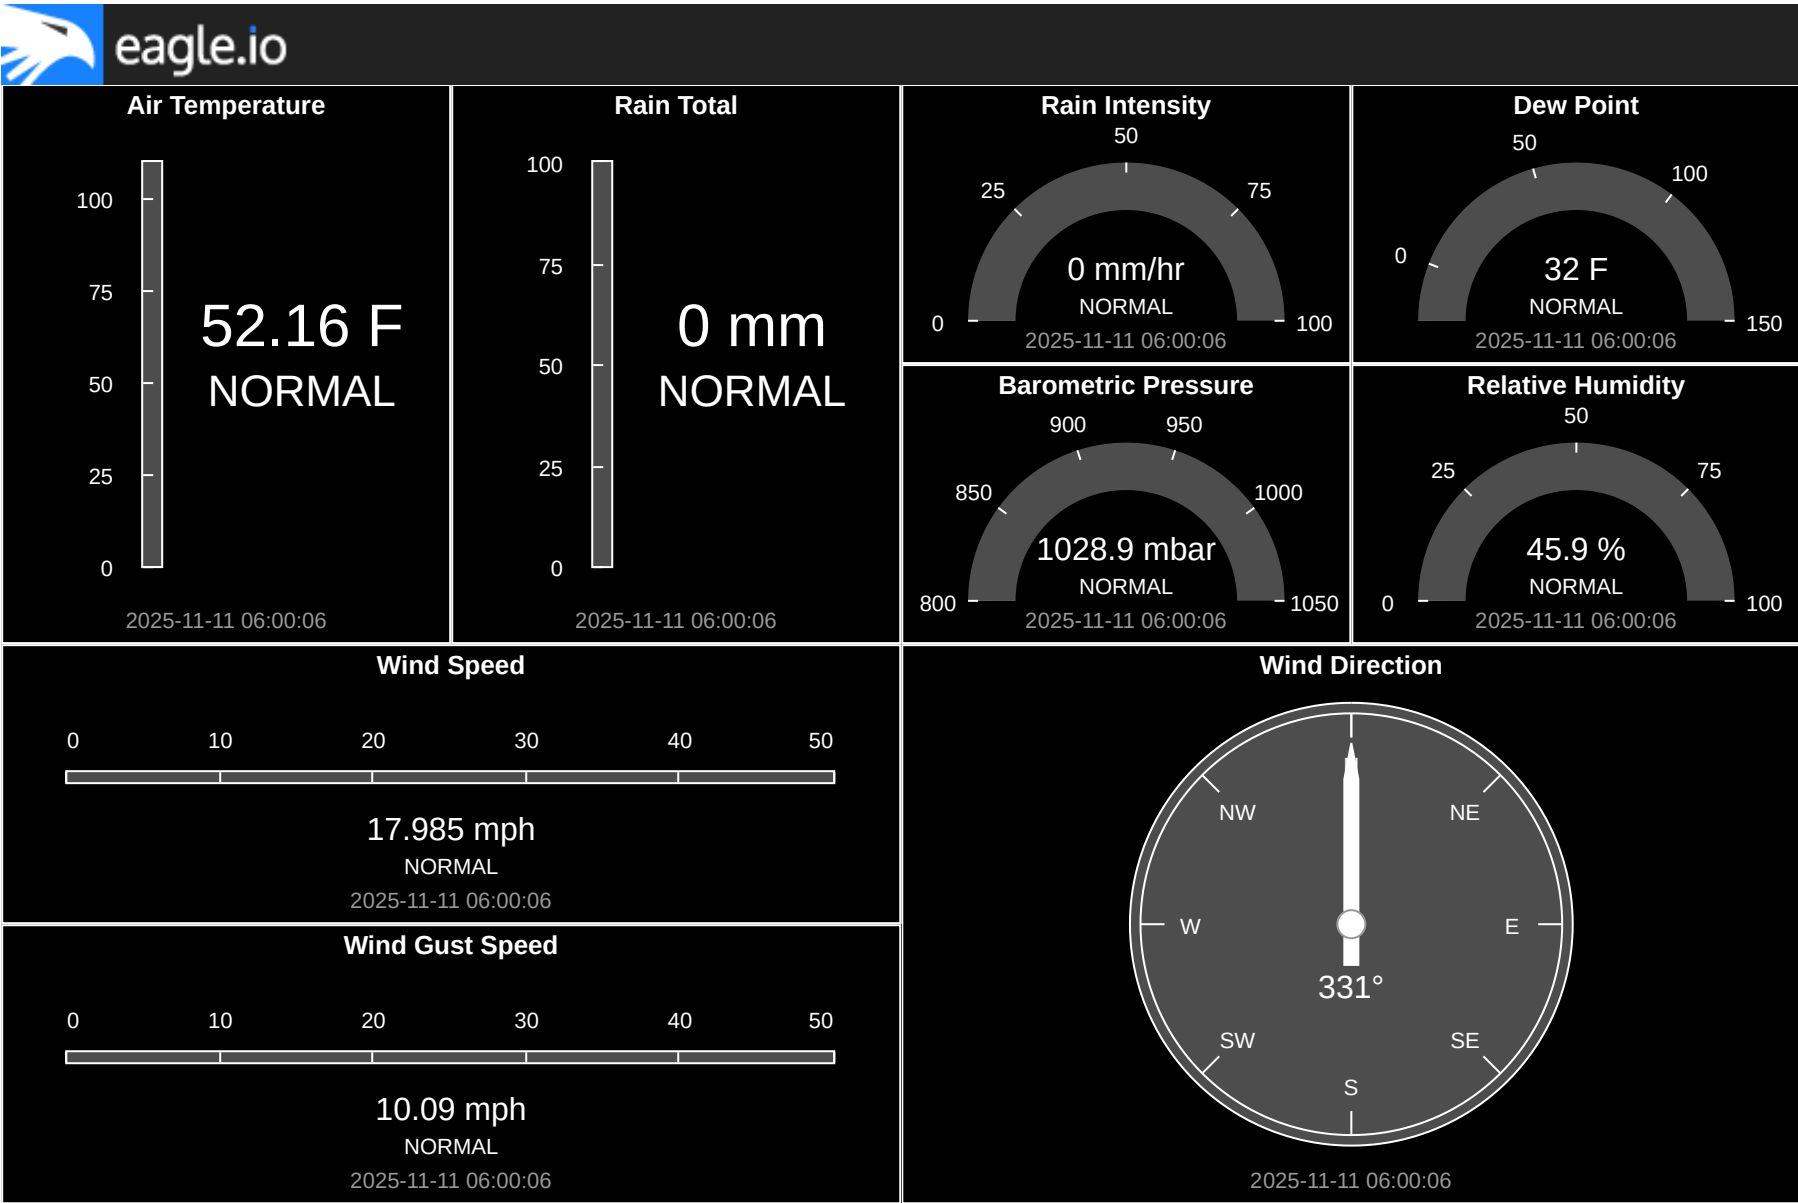 eagle.io
Air Temperature
100
75
50
25
0
52.16 F
NORMAL
2025-11-11 06:00:06
Rain Total
100
75
50
25
0
0 mm
NORMAL
2025-11-11 06:00:06
Rain Intensity
50
25
75
0
100
0 mm/hr
NORMAL
2025-11-11 06:00:06
Dew Point
50
100
0
150
32 F
NORMAL
2025-11-11 06:00:06
Barometric Pressure
900
950
850
1000
800
1050
1028.9 mbar
NORMAL
2025-11-11 06:00:06
Relative Humidity
50
25
75
0
100
45.9 %
NORMAL
2025-11-11 06:00:06
Wind Speed
0 10 20 30 40 50
17.985 mph
NORMAL
2025-11-11 06:00:06
Wind Gust Speed
0 10 20 30 40 50
10.09 mph
NORMAL
2025-11-11 06:00:06
Wind Direction
NW NE
W E
331°
SW SE
S
2025-11-11 06:00:06